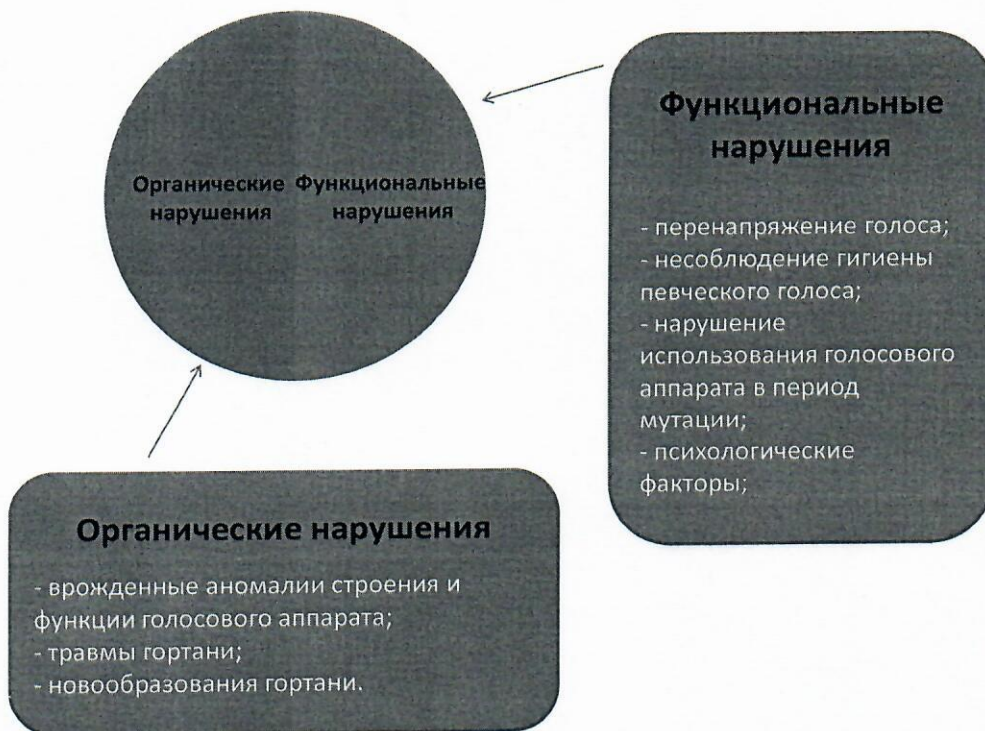 Органические нарушения
Функциональные нарушения
Функциональные
нарушения
- перенапряжение голоса;
- несоблюдение гигиены
певческого голоса;
- нарушение
использования голосового
аппарата в период
мутации;
- психологические
факторы;
Органические нарушения
- врожденные аномалии строения и
функции голосового аппарата;
- травмы гортани;
- новообразования гортани.